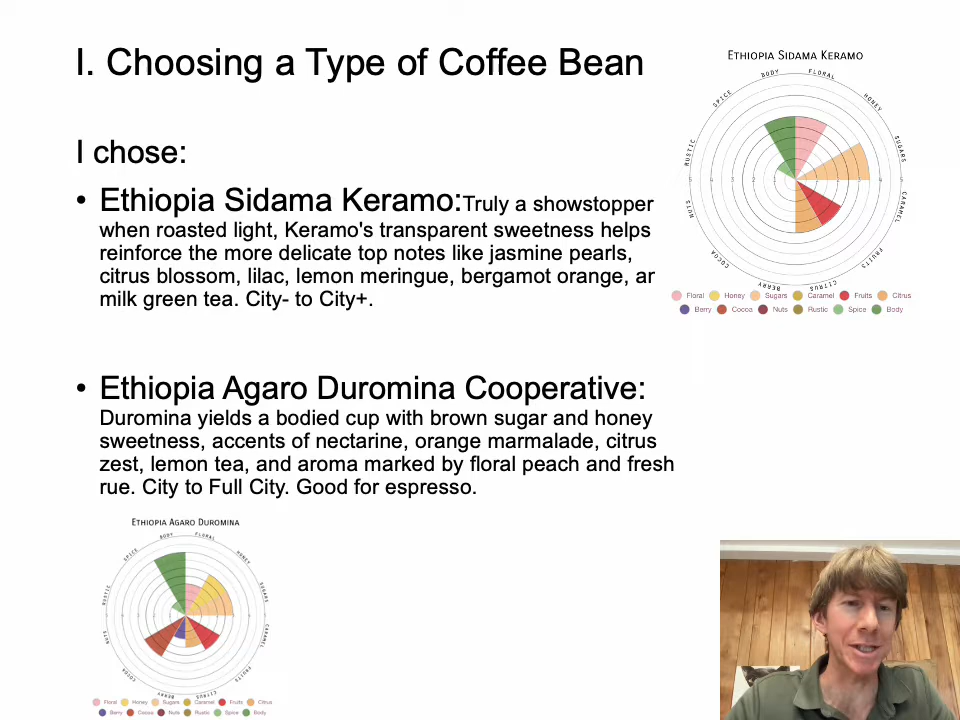 I. Choosing a Type of Coffee Bean
I chose:
• Ethiopia Sidama Keramo:Truly a showstopper
when roasted light, Keramo's transparent sweetness helps
reinforce the more delicate top notes like jasmine pearls,
citrus blossom, lilac, lemon meringue, bergamot orange, ar
milk green tea. City- to City+.
• Ethiopia Agaro Duromina Cooperative:
Duromina yields a bodied cup with brown sugar and honey
sweetness, accents of nectarine, orange marmalade, citrus
zest, lemon tea, and aroma marked by floral peach and fresh
rue. City to Full City. Good for espresso.
Ethiopia Sidama Keramo
BODY FLORAL
SPICE HONEY
RUSTIC SUGARS
5 4 3 2 1 4 5
NUTS CARAMEL
COCOA FRUITS
BERRY CITRUS
Floral Honey Sugars Caramel Fruits Citrus
Berry Cocoa Nuts Rustic Spice Body
Ethiopia Agaro Duromina
BODY FLORAL
SPICE HONEY
RUSTIC SUGARS
NUTS CARAMEL
COCOA FRUITS
BERRY CITRUS
Floral Honey Sugars Caramel Fruits Citrus
Berry Cocoa Nuts Rustic Spice Body